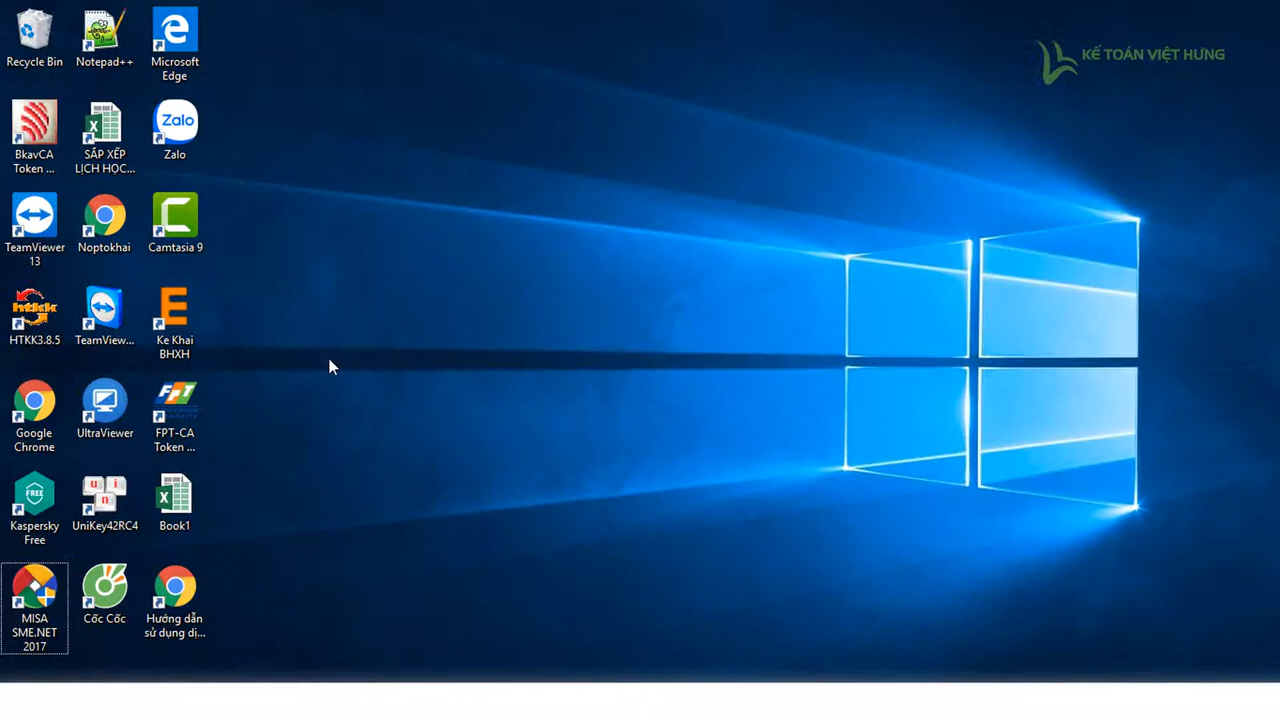 KẾ TOÁN VIỆT HƯNG
Recycle Bin
Notepad++
Microsoft
Edge
BkavCA
Token ...
SẮP XẾP
LỊCH HỌC...
Zalo
Zalo
TeamViewer
13
Noptokhai
Camtasia 9
htkk
HTKK3.8.5
TeamView...
E
Ke Khai
BHXH
Google
Chrome
UltraViewer
FPT
FPT-CA
Token ...
FREE
Kaspersky
Free
u i
n
UniKey42RC4
Book1
MISA
SME.NET
2017
Cốc Cốc
Hướng dẫn
sử dụng dị...